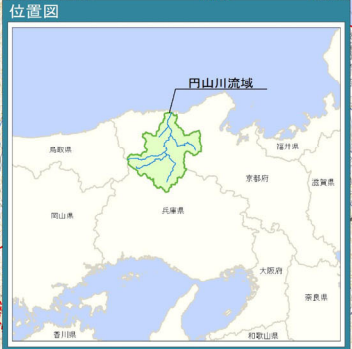 位置図
円山川流域
鳥取県
福井県
京都府
滋賀県
岡山県
兵庫県
大阪府
奈良県
香川県
和歌山県